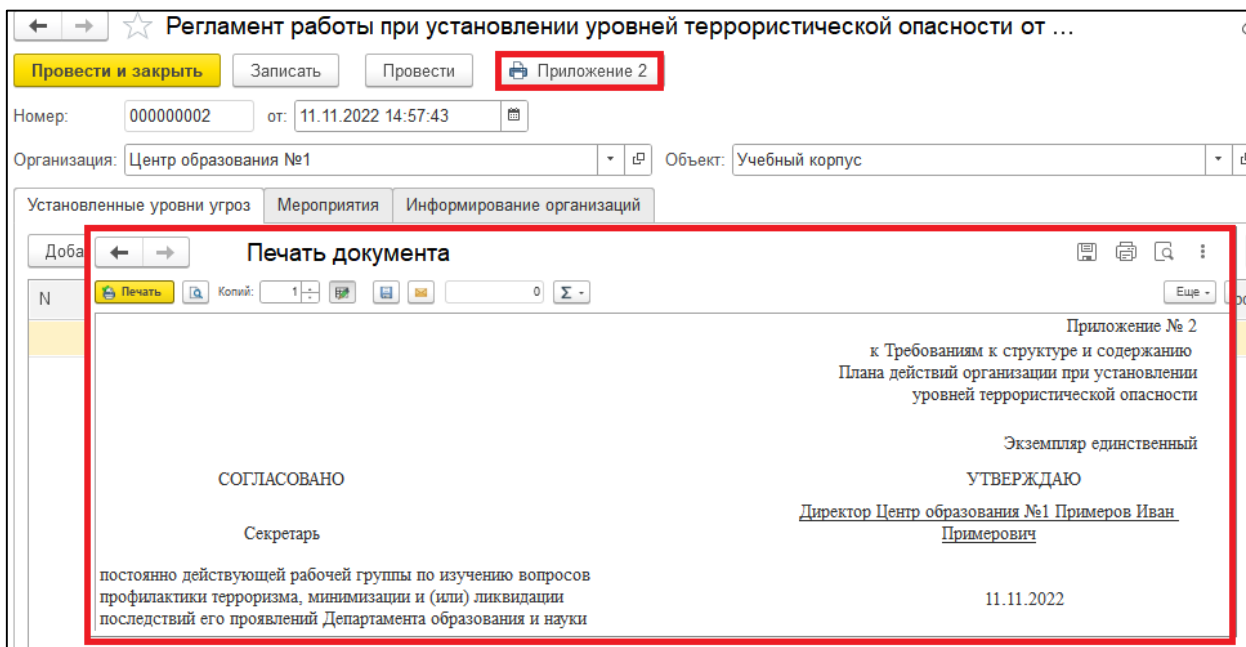 Регламент работы при установлении уровней террористической опасности от ...
Провести и закрыть Записать Провести Приложение 2
Номер: 000000002 от: 11.11.2022 14:57:43
Организация: Центр образования №1 Объект: Учебный корпус
Установленные уровни угроз Мероприятия Информирование организаций
Доба Печать документа
N Печать Копий: 1 0 Σ Еще
Приложение № 2
к Требованиям к структуре и содержанию
Плана действий организации при установлении
уровней террористической опасности
Экземпляр единственный
СОГЛАСОВАНО УТВЕРЖДАЮ
Директор Центр образования №1 Примеров Иван
Секретарь Примерович
постоянно действующей рабочей группы по изучению вопросов
профилактики терроризма, минимизации и (или) ликвидации 11.11.2022
последствий его проявлений Департамента образования и науки